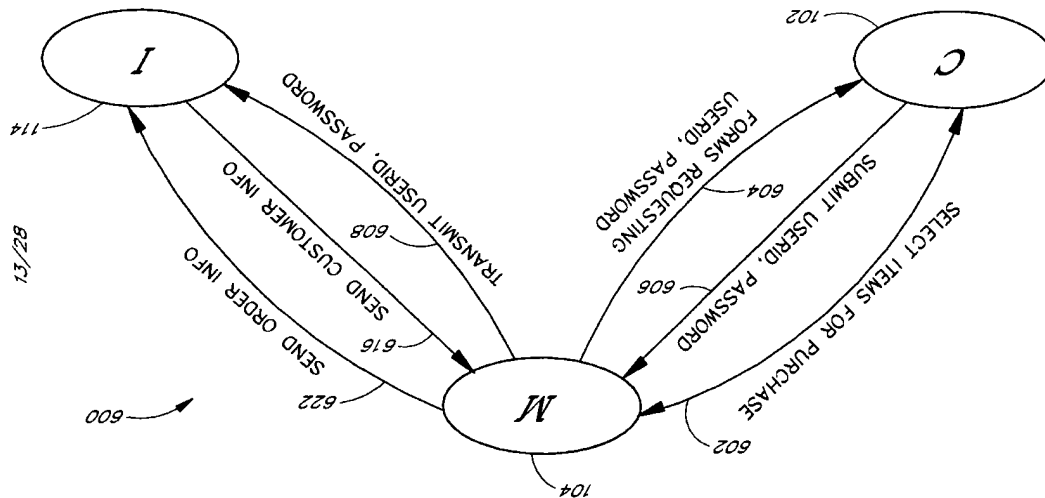 13/28
600
M
104
C
102
I
114
SELECT ITEMS FOR PURCHASE
602
SUBMIT USERID, PASSWORD
606
FORMS REQUESTING
USERID, PASSWORD
604
TRANSMIT USERID, PASSWORD
608
SEND CUSTOMER INFO
616
SEND ORDER INFO
622